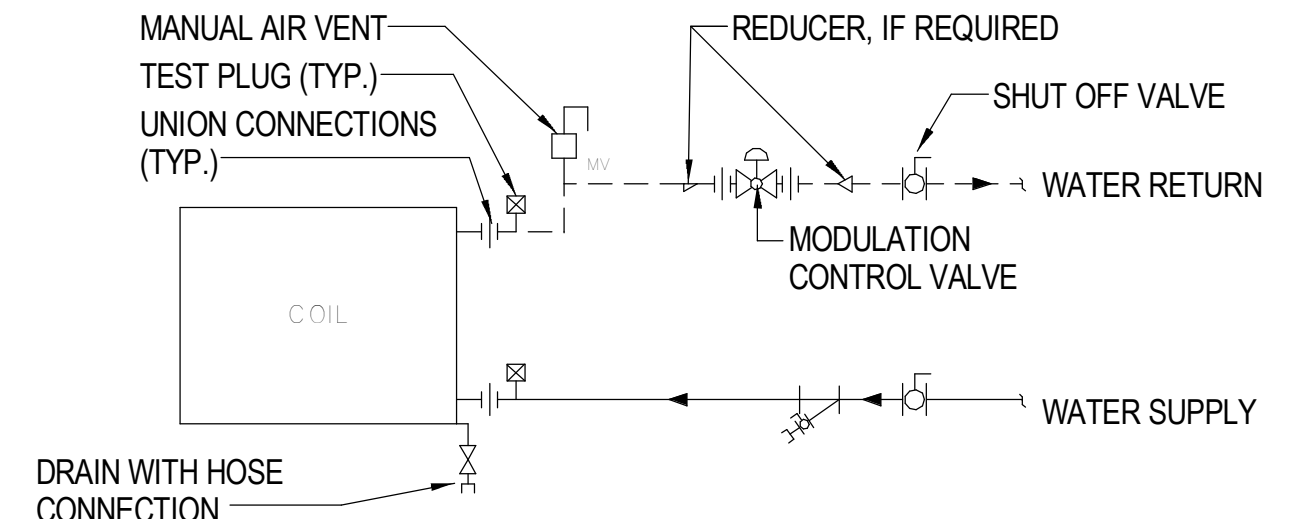 MANUAL AIR VENT
REDUCER, IF REQUIRED
TEST PLUG (TYP.)
SHUT OFF VALVE
UNION CONNECTIONS
(TYP.)
MV
WATER RETURN
MODULATION
CONTROL VALVE
COIL
WATER SUPPLY
DRAIN WITH HOSE
CONNECTION